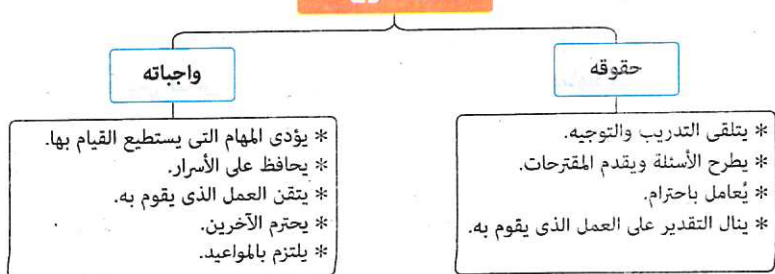 حقوقه
* يتلقى التدريب والتوجيه.
* يطرح الأسئلة ويقدم المقترحات.
* يُعامل باحترام.
* ينال التقدير على العمل الذى يقوم به.
واجباته
* يؤدى المهام التى يستطيع القيام بها.
* يحافظ على الأسرار.
* يتقن العمل الذى يقوم به.
* يحترم الآخرين.
* يلتزم بالمواعيد.